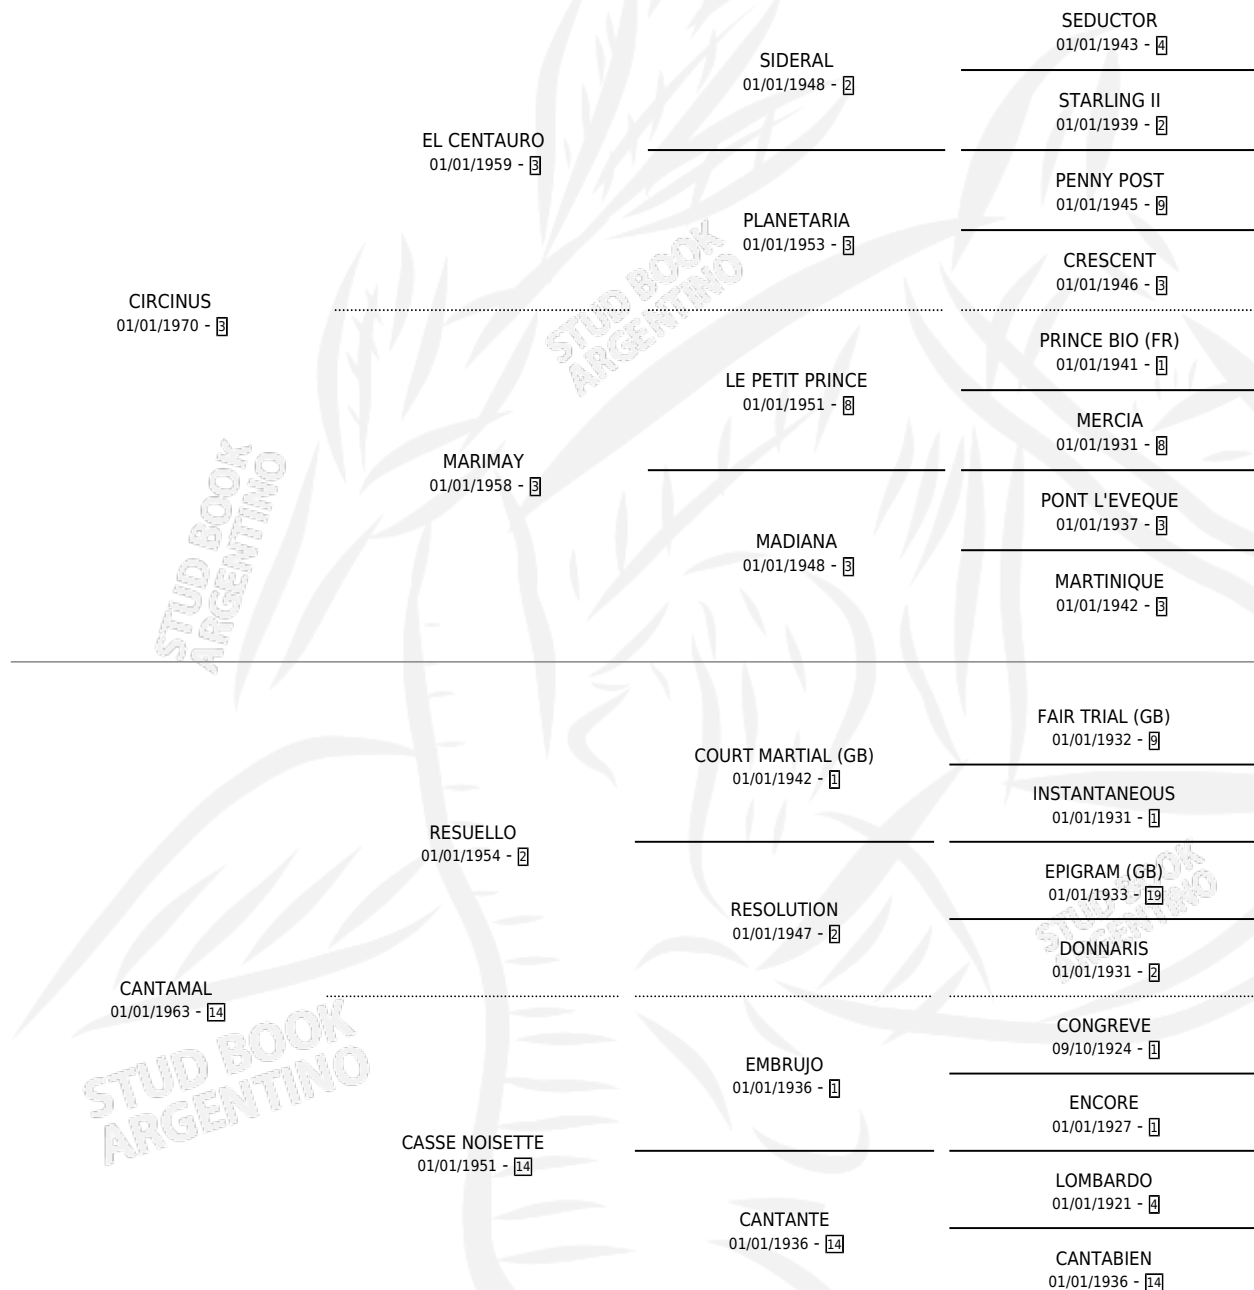 SEDUCTOR
01/01/1943 - 4
SIDERAL
01/01/1948 - 2
STARLING II
01/01/1939 - 2
EL CENTAURO
01/01/1959 - 3
PENNY POST
01/01/1945 - 9
PLANETARIA
01/01/1953 - 3
CRESCENT
01/01/1946 - 3
CIRCINUS
01/01/1970 - 3
PRINCE BIO (FR)
01/01/1941 - 1
LE PETIT PRINCE
01/01/1951 - 8
MERCIA
01/01/1931 - 8
MARIMAY
01/01/1958 - 3
PONT L'EVEQUE
01/01/1937 - 3
MADIANA
01/01/1948 - 3
MARTINIQUE
01/01/1942 - 3
FAIR TRIAL (GB)
01/01/1932 - 9
COURT MARTIAL (GB)
01/01/1942 - 1
INSTANTANEOUS
01/01/1931 - 1
RESUELLO
01/01/1954 - 2
EPIGRAM (GB)
01/01/1933 - 19
RESOLUTION
01/01/1947 - 2
DONNARIS
01/01/1931 - 2
CANTAMAL
01/01/1963 - 14
CONGREVE
09/10/1924 - 1
EMBRUJO
01/01/1936 - 1
ENCORE
01/01/1927 - 1
CASSE NOISETTE
01/01/1951 - 14
LOMBARDO
01/01/1921 - 4
CANTANTE
01/01/1936 - 14
CANTABIEN
01/01/1936 - 14
STUD BOOK
ARGENTINO
STUD BOOK
ARGENTINO
STUD BOOK
ARGENTINO
STUD BOOK
ARGENTINO